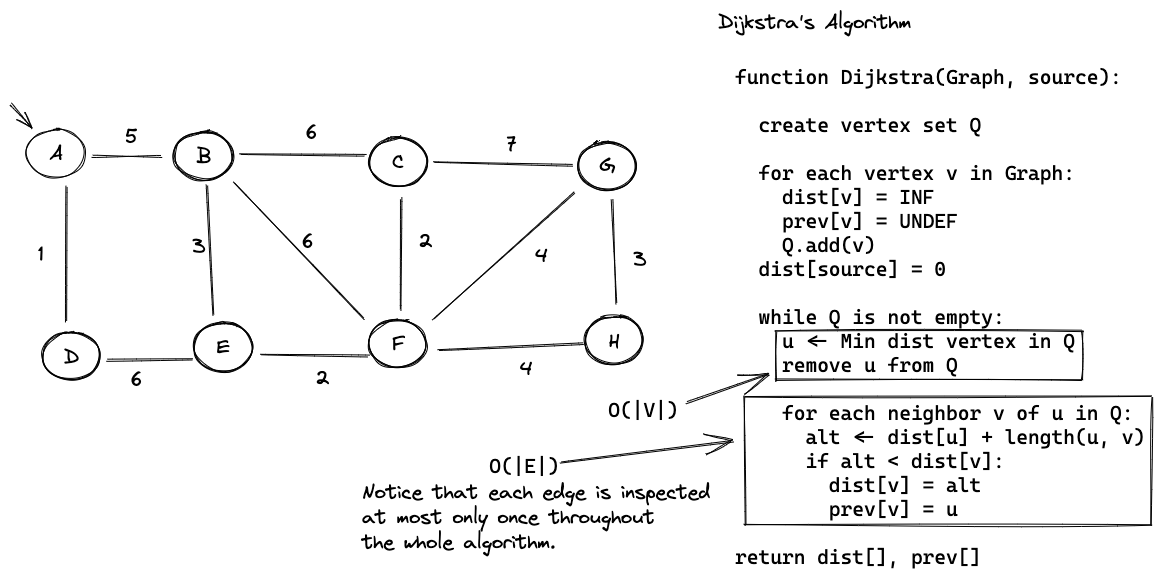 Dijkstra's Algorithm
function Dijkstra(Graph, source):
create vertex set Q
for each vertex v in Graph:
dist[v] = INF
prev[v] = UNDEF
Q.add(v)
dist[source] = 0
while Q is not empty:
u ← Min dist vertex in Q
remove u from Q
O(|V|)
for each neighbor v of u in Q:
alt ← dist[u] + length(u, v)
if alt < dist[v]:
dist[v] = alt
prev[v] = u
O(|E|)
Notice that each edge is inspected
at most only once throughout
the whole algorithm.
return dist[], prev[]
5
6
7
A
B
C
G
1
3
6
2
4
3
D
E
F
H
6
2
4